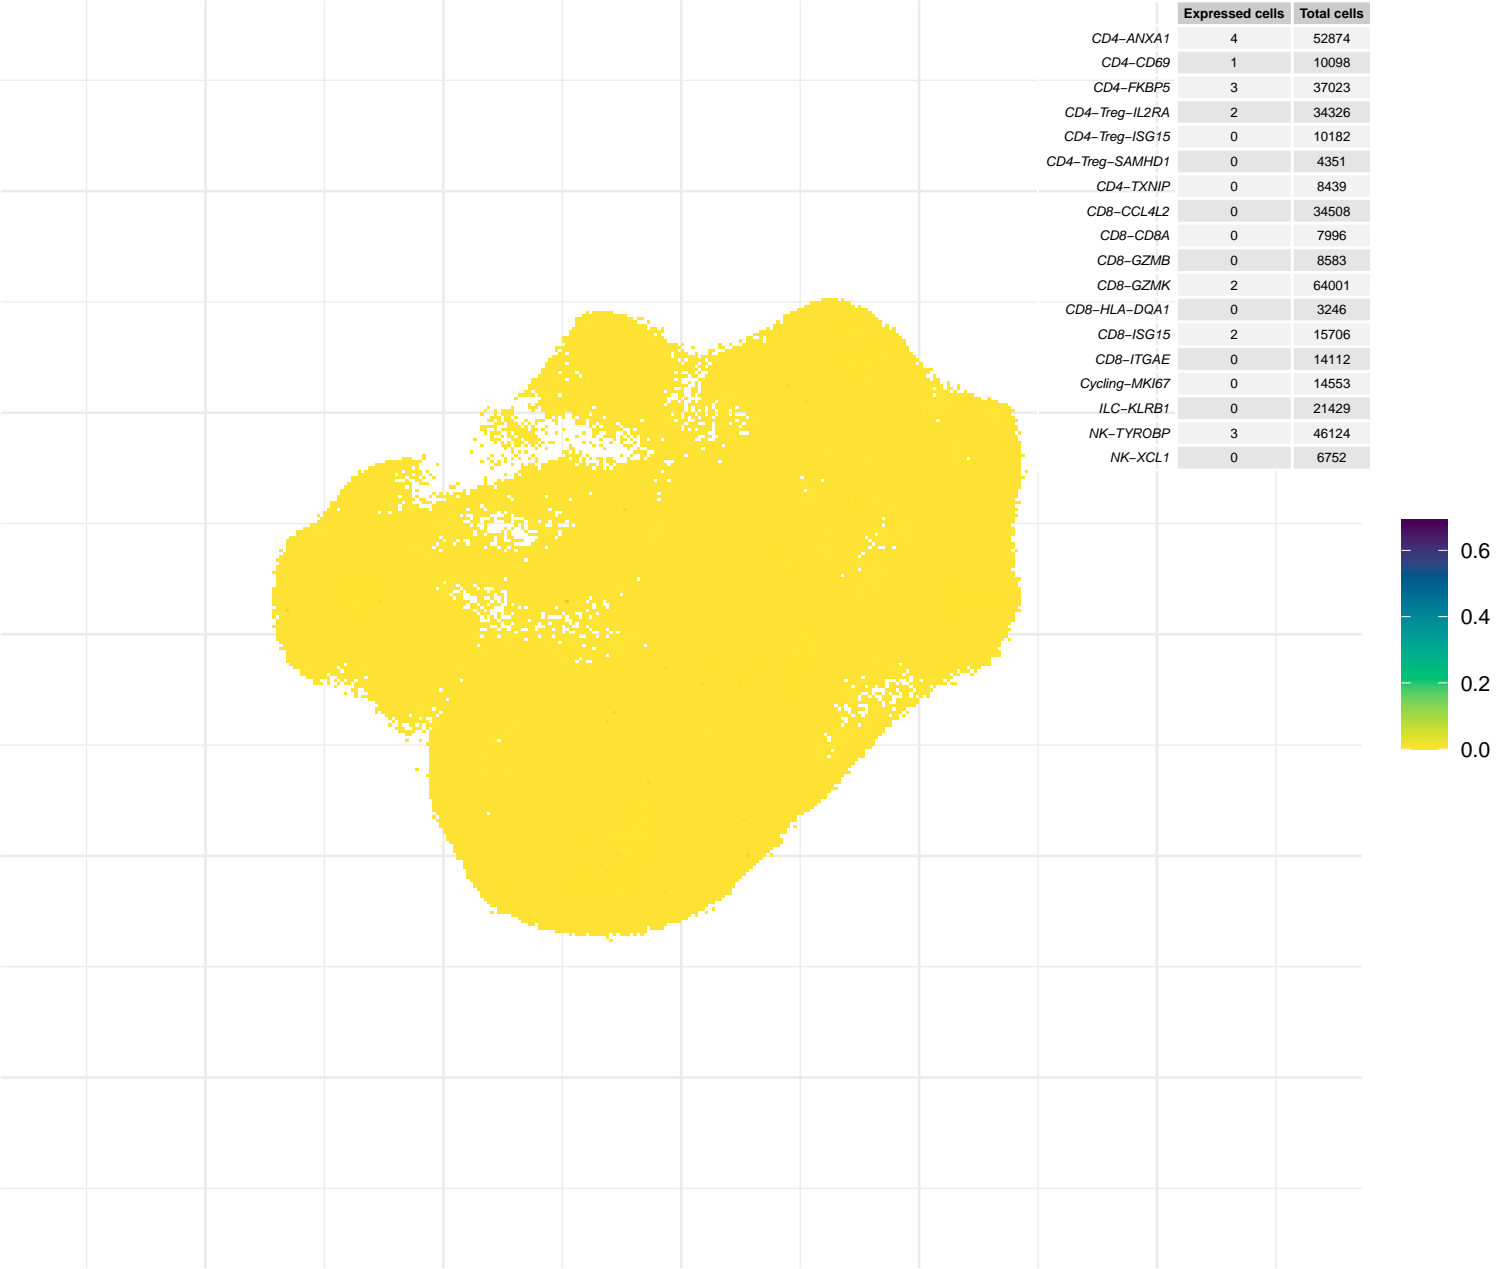 Expressed cells Total cells
CD4−ANXA1 4 52874
CD4−CD69 1 10098
CD4−FKBP5 3 37023
CD4−Treg−IL2RA 2 34326
CD4−Treg−ISG15 0 10182
CD4−Treg−SAMHD1 0 4351
CD4−TXNIP 0 8439
CD8−CCL4L2 0 34508
CD8−CD8A 0 7996
CD8−GZMB 0 8583
CD8−GZMK 2 64001
CD8−HLA−DQA1 0 3246
CD8−ISG15 2 15706
CD8−ITGAE 0 14112
Cycling−MKI67 0 14553
ILC−KLRB1 0 21429
NK−TYROBP 3 46124
NK−XCL1 0 6752
0.6
0.4
0.2
0.0